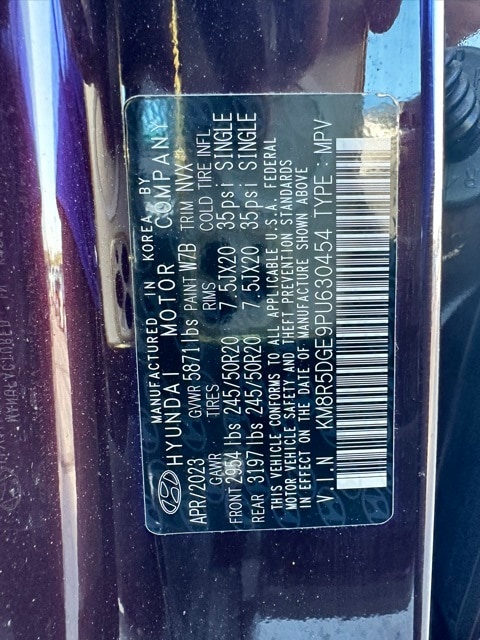 MANUFACTURED IN KOREA BY
HYUNDAI MOTOR COMPANY
APR/2023 GVWR 5871lbs PAINT W7B TRIM NVX
GAWR TIRES RIMS COLD TIRE INFL.
FRONT 2954 lbs 245/50R20 7.5JX20 35psi SINGLE
REAR 3197 lbs 245/50R20 7.5JX20 35psi SINGLE
THIS VEHICLE CONFORMS TO ALL APPLICABLE U.S.A. FEDERAL
MOTOR VEHICLE SAFETY AND THEFT PREVENTION STANDARDS
IN EFFECT ON THE DATE OF MANUFACTURE SHOWN ABOVE
V.I.N KM8R5DGE9PU630454 TYPE : MPV